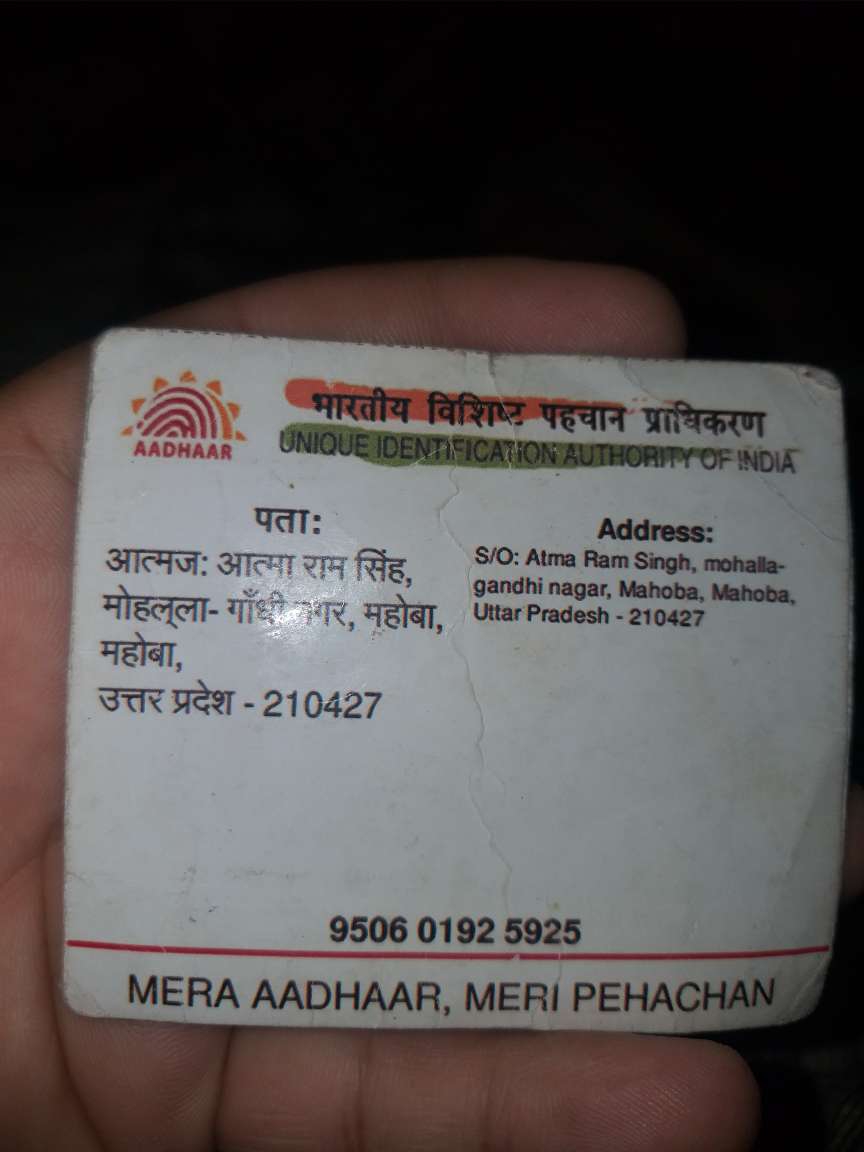 AADHAAR
भारतीय विशिष्ट पहचान प्राधिकरण
UNIQUE IDENTIFICATION AUTHORITY OF INDIA
पता:
आत्मज: आत्मा राम सिंह,
मोहल्ला- गाँधी नगर, महोबा,
महोबा,
उत्तर प्रदेश - 210427
Address:
S/O: Atma Ram Singh, mohalla-
gandhi nagar, Mahoba, Mahoba,
Uttar Pradesh - 210427
9506 0192 5925
MERA AADHAAR, MERI PEHACHAN